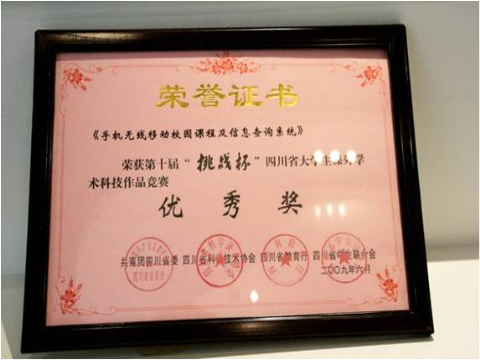 荣誉证书
《手机无线移动校园课程及信息查询系统》
荣获第十届“挑战杯”四川省大学生课外学
术科技作品竞赛
优秀奖
共青团四川省委 四川省科学技术协会 四川省教育厅 四川省学生联合会
二〇〇九年六月